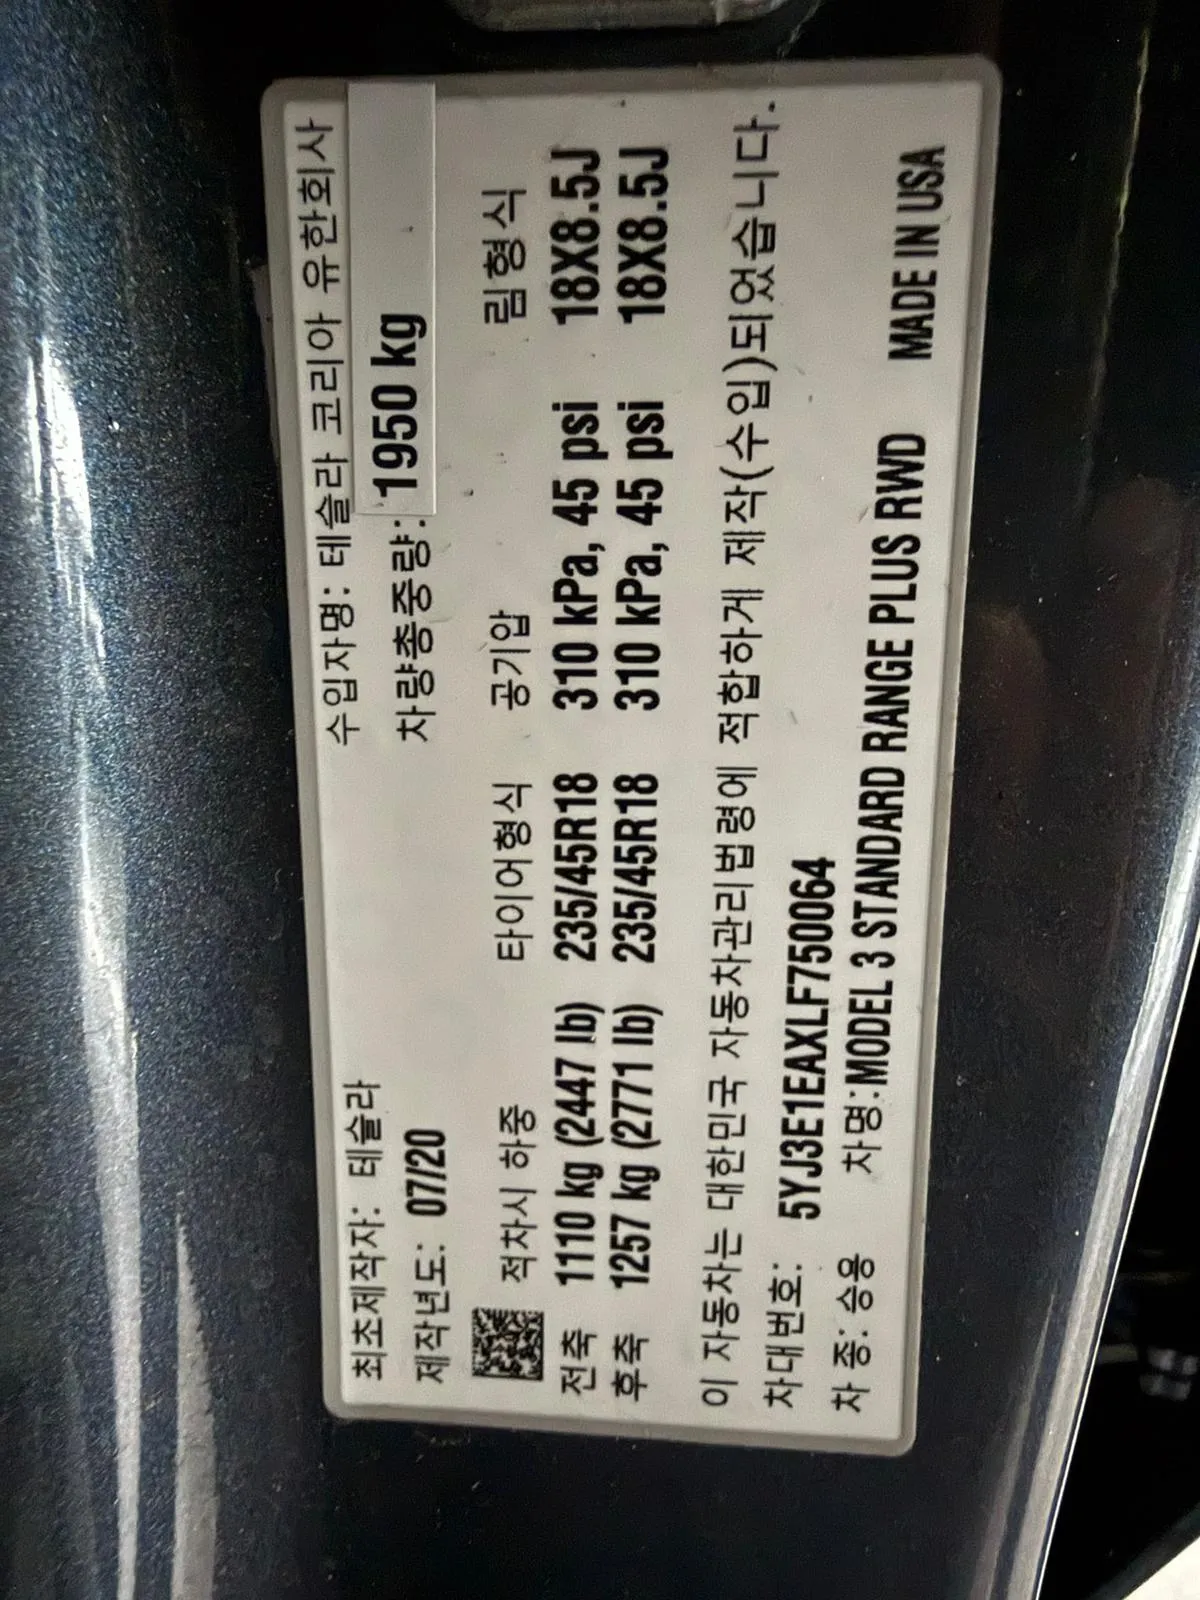 최초제작자: 테슬라 수입자명: 테슬라 코리아 유한회사
제작년도: 07/20 차량총중량: 1950 kg
적차시 하중 타이어형식 공기압 림형식
전축 1110 kg (2447 lb) 235/45R18 310 kPa, 45 psi 18X8.5J
후축 1257 kg (2771 lb) 235/45R18 310 kPa, 45 psi 18X8.5J
이 자동차는 대한민국 자동차관리법령에 적합하게 제작(수입)되었습니다.
차대번호: 5YJ3E1EAXLF750064
차 종: 승용 차명:MODEL 3 STANDARD RANGE PLUS RWD MADE IN USA